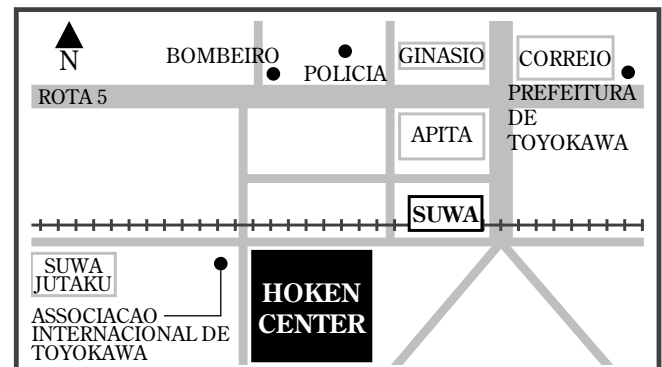 N
BOMBEIRO
POLICIA
GINASIO
CORREIO
ROTA 5
PREFEITURA
DE
TOYOKAWA
APITA
SUWA
SUWA
JUTAKU
HOKEN
CENTER
ASSOCIACAO
INTERNACIONAL DE
TOYOKAWA